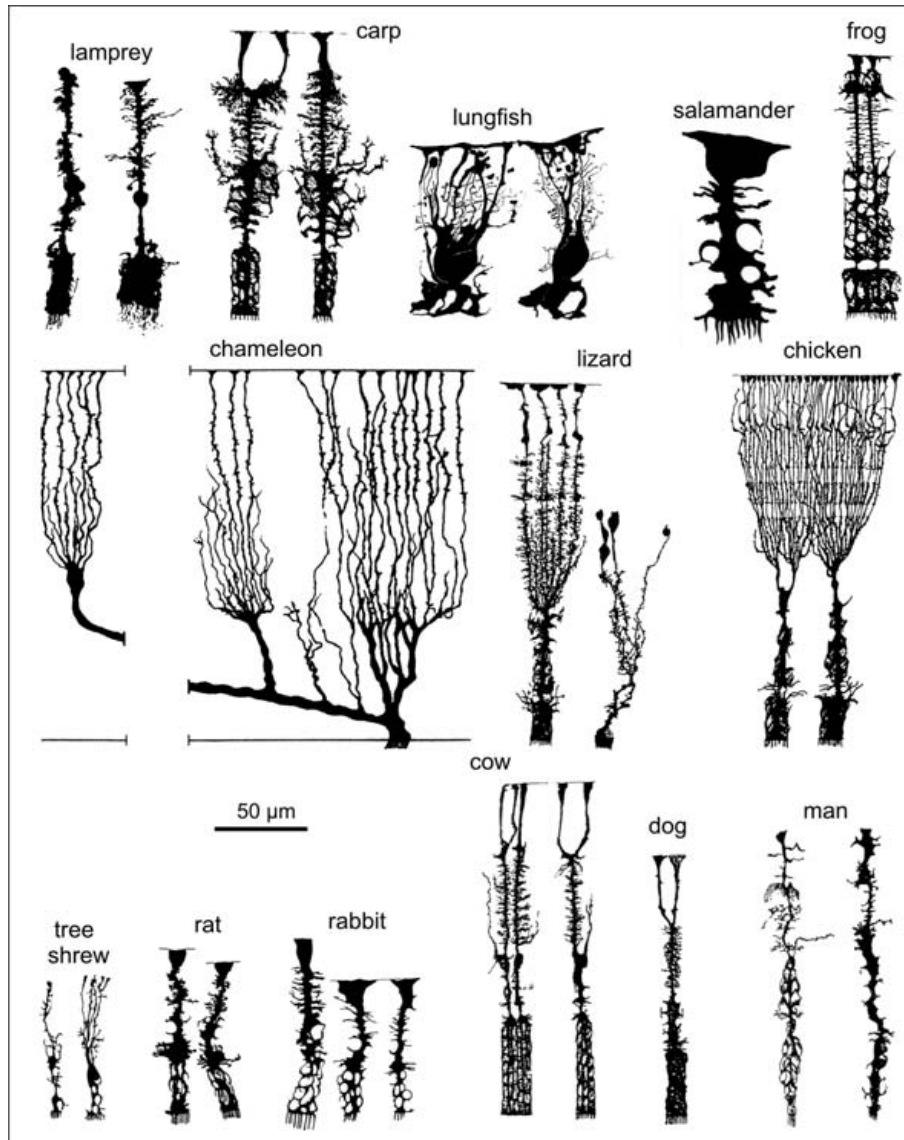 lamprey
carp
lungfish
salamander
frog
chameleon
lizard
chicken
cow
50 µm
dog
man
tree
shrew
rat
rabbit